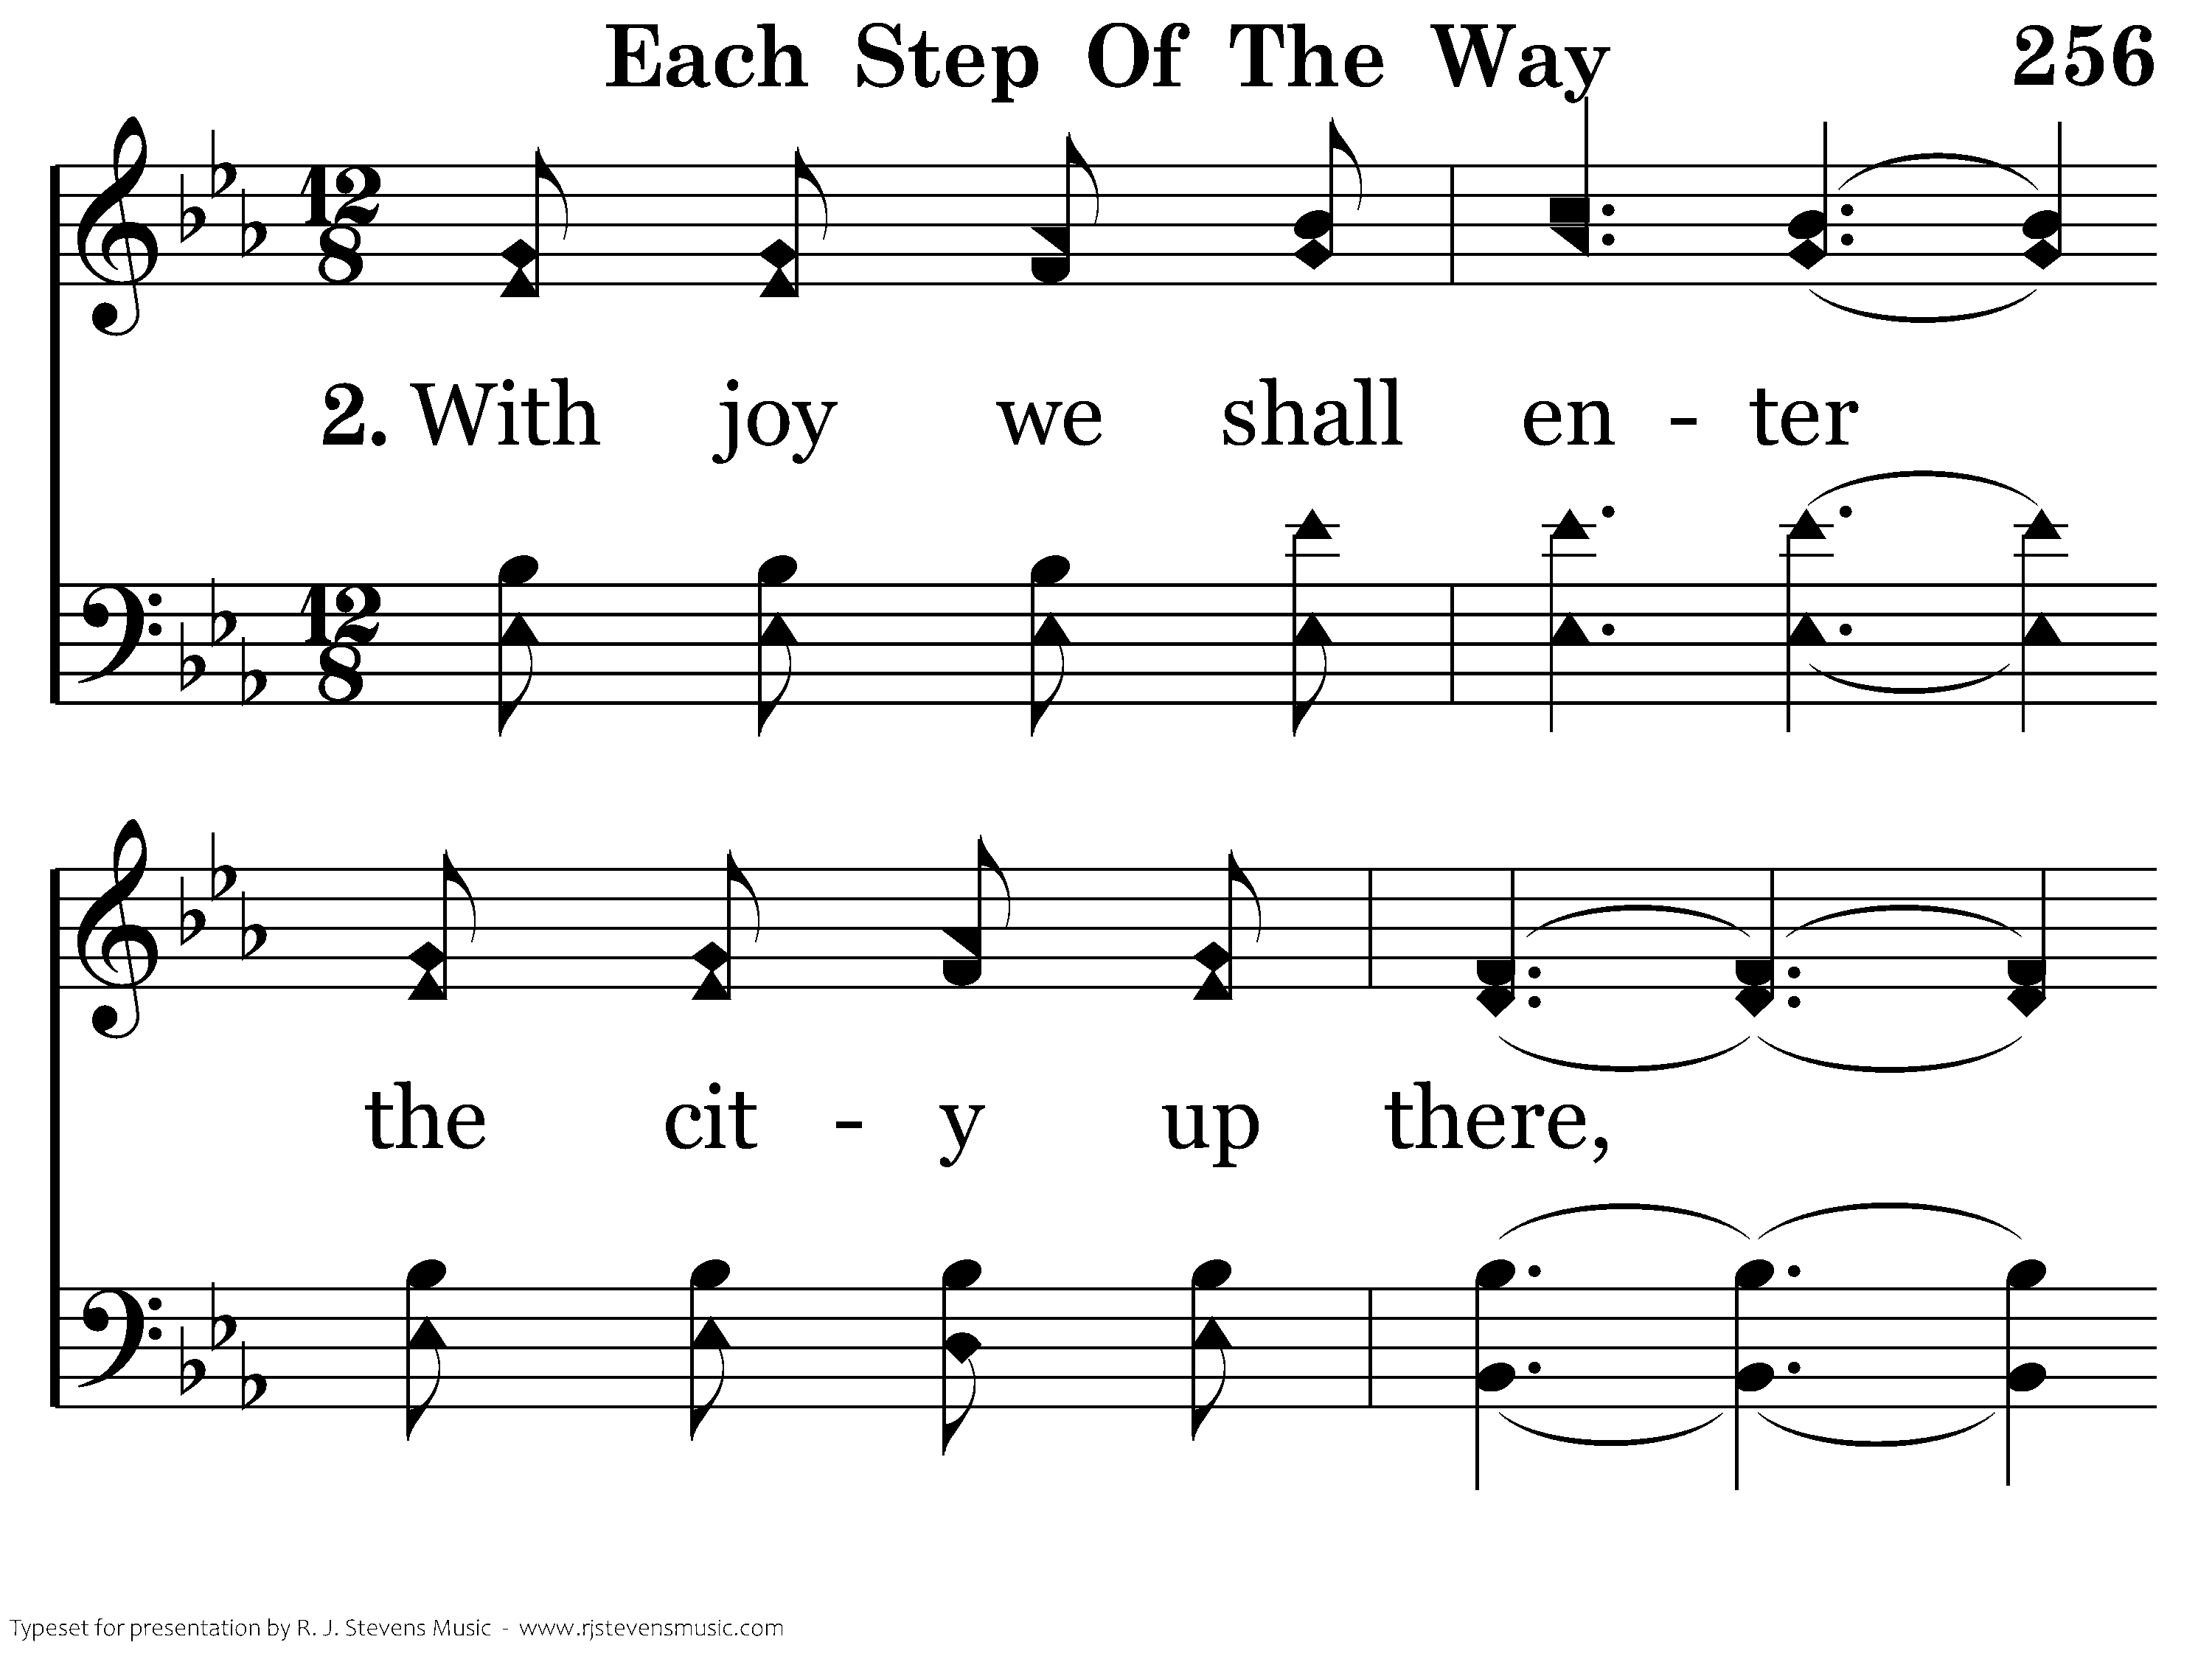 Each Step Of The Way 256
12
8
2. With joy we shall en - ter
12
8
the cit - y up there,
Typeset for presentation by R. J. Stevens Music - www.rjstevensmusic.com